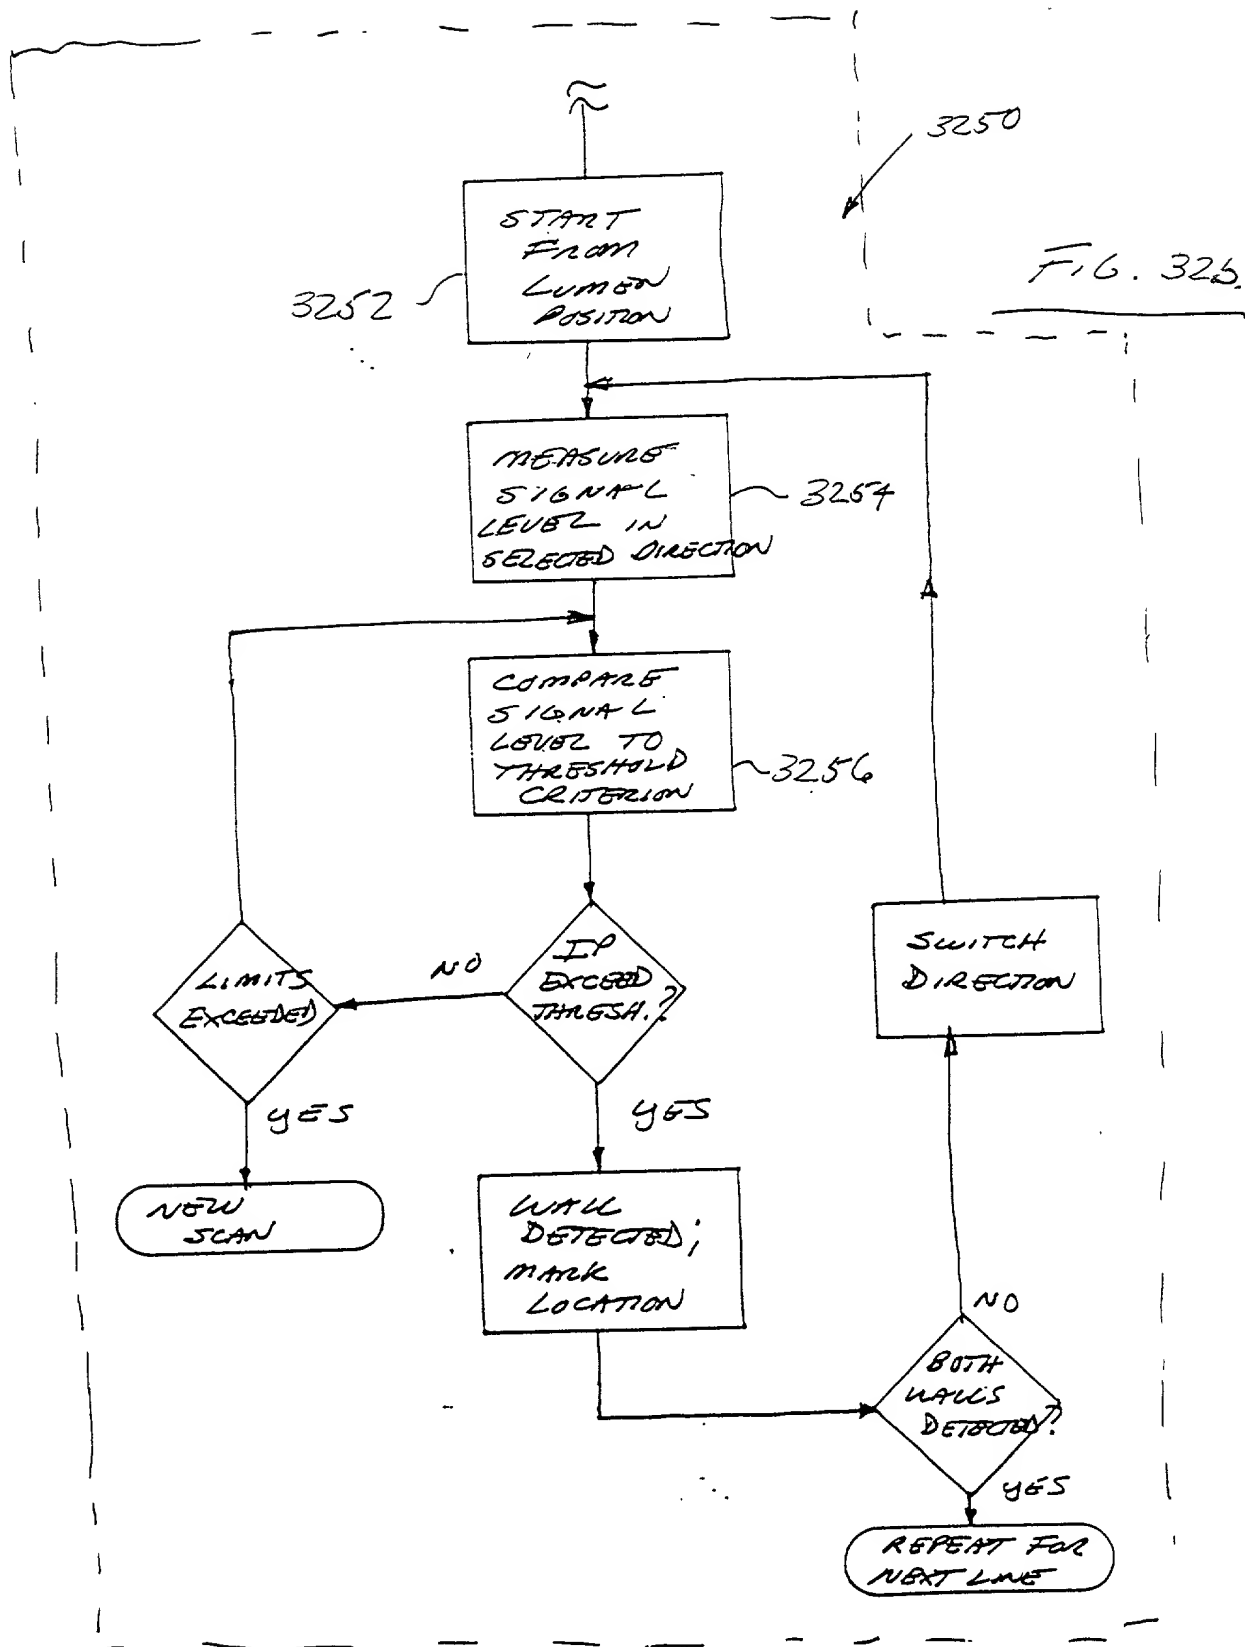 3250
FIG. 32b.
START
FROM
LUMEN
POSITION
3252
MEASURE
SIGNAL
LEVEL IN
SELECTED DIRECTION
3254
COMPARE
SIGNAL
LEVEL TO
THRESHOLD
CRITERION
3256
SWITCH
DIRECTION
LIMITS
EXCEEDED
NO
IP
EXCEED
THRESH.?
YES
YES
NEW
SCAN
WALL
DETECTED;
MARK
LOCATION
NO
BOTH
WALLS
DETECTED?
YES
REPEAT FOR
NEXT LINE